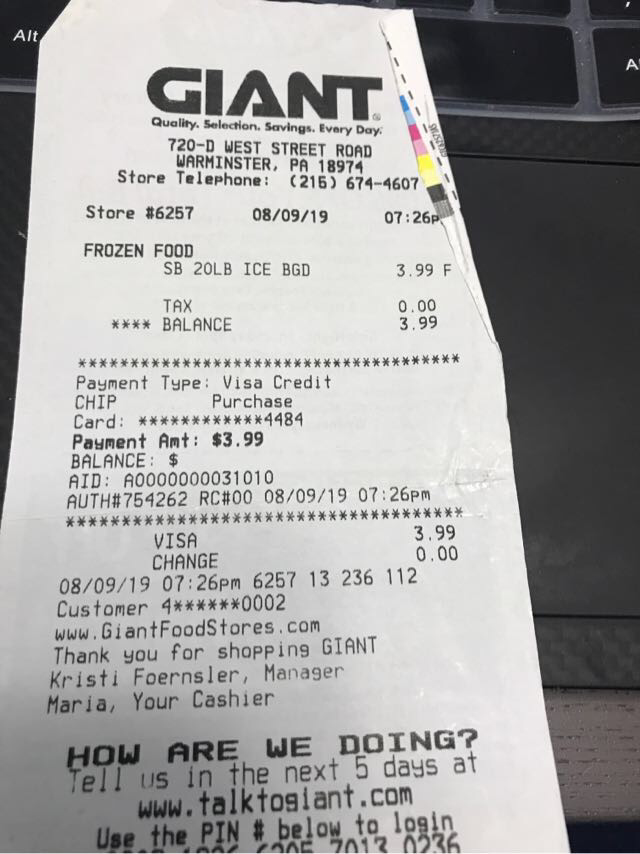 Alt
A
GIANT
Quality. Selection. Savings. Every Day.
720-D WEST STREET ROAD
WARMINSTER, PA 18974
Store Telephone: (215) 674-4607
Store #6257 08/09/19 07:26p
FROZEN FOOD
SB 20LB ICE BGD 3.99 F
TAX 0.00
**** BALANCE 3.99
************************************
Payment Type: Visa Credit
CHIP Purchase
Card: ************4484
Payment Amt: $3.99
BALANCE: $
AID: A0000000031010
AUTH#754262 RC#00 08/09/19 07:26pm
************************************
VISA 3.99
CHANGE 0.00
08/09/19 07:26pm 6257 13 236 112
Customer 4******0002
www.GiantFoodStores.com
Thank you for shopping GIANT
Kristi Foernsler, Manager
Maria, Your Cashier
HOW ARE WE DOING?
Tell us in the next 5 days at
www.talktogiant.com
Use the PIN # below to login
7013 0236